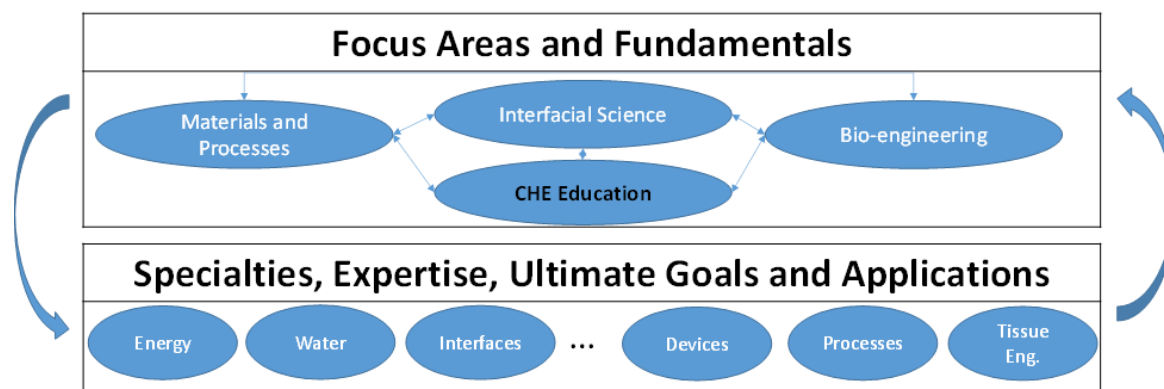 Focus Areas and Fundamentals
Materials and
Processes
Interfacial Science
Bio-engineering
CHE Education
Specialties, Expertise, Ultimate Goals and Applications
Energy
Water
Interfaces
...
Devices
Processes
Tissue
Eng.